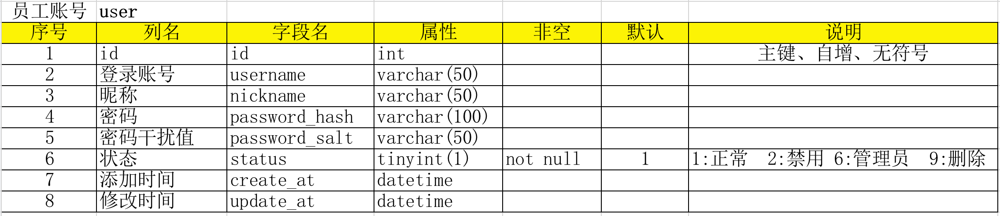 员工账号 user
序号 列名 字段名 属性 非空 默认 说明
1 id id int 主键、自增、无符号
2 登录账号 username varchar(50)
3 昵称 nickname varchar(50)
4 密码 password_hash varchar(100)
5 密码干扰值 password_salt varchar(50)
6 状态 status tinyint(1) not null 1 1:正常 2:禁用 6:管理员 9:删除
7 添加时间 create_at datetime
8 修改时间 update_at datetime